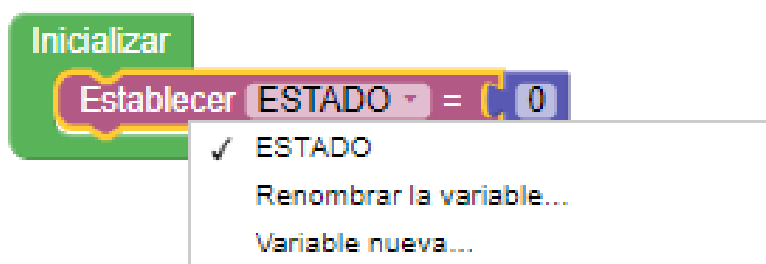 Inicializar
Establecer ESTADO = 0
✓ ESTADO
Renombrar la variable...
Variable nueva...